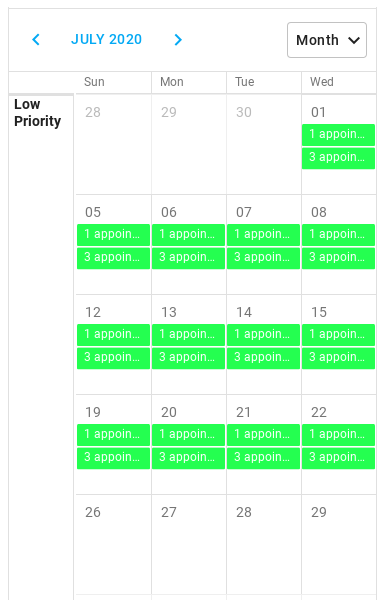 JULY 2020 Month
Sun Mon Tue Wed
Low
Priority
28 29 30 01
1 appoin...
3 appoin...
05 06 07 08
1 appoin... 1 appoin... 1 appoin... 1 appoin...
3 appoin... 3 appoin... 3 appoin... 3 appoin...
12 13 14 15
1 appoin... 1 appoin... 1 appoin... 1 appoin...
3 appoin... 3 appoin... 3 appoin... 3 appoin...
19 20 21 22
1 appoin... 1 appoin... 1 appoin... 1 appoin...
3 appoin... 3 appoin... 3 appoin... 3 appoin...
26 27 28 29